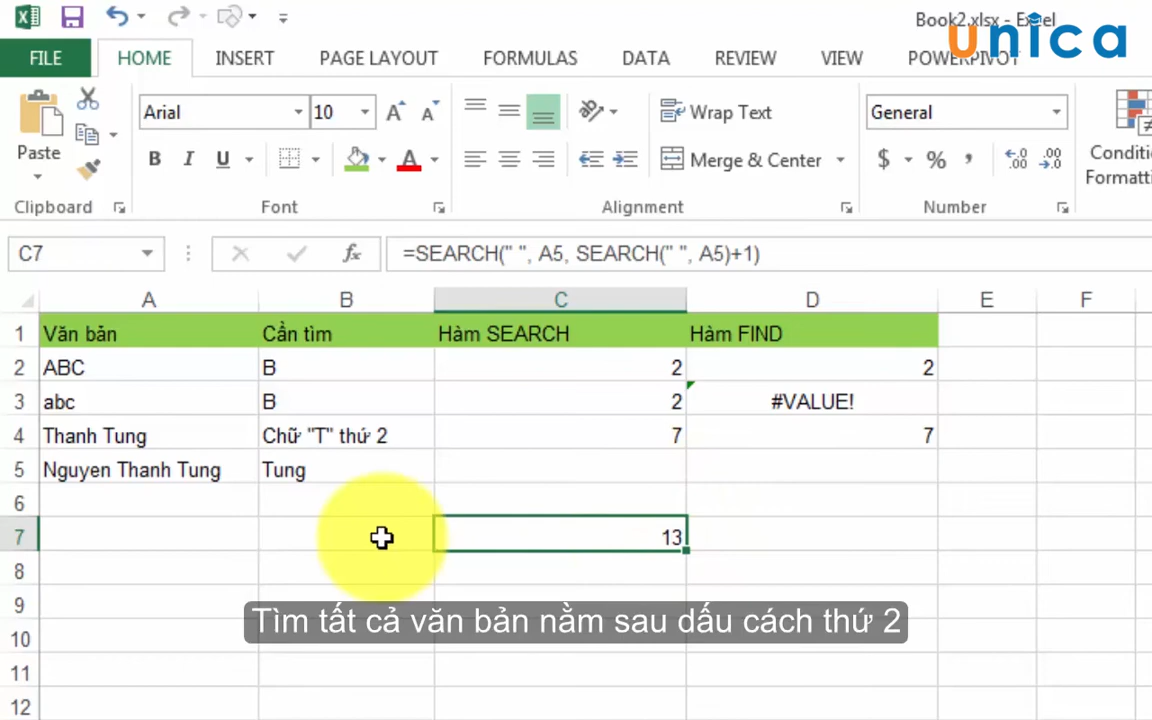 Book2.xlsx - Excel
unica
FILE HOME INSERT PAGE LAYOUT FORMULAS DATA REVIEW VIEW POWERPIVOT
Arial 10 Wrap Text General
Paste B I U Merge & Center $ % , Conditi
Formatti
Clipboard Font Alignment Number
C7 fx =SEARCH(" ", A5, SEARCH(" ", A5)+1)
A B C D E F
1 Văn bản Cần tìm Hàm SEARCH Hàm FIND
2 ABC B 2 2
3 abc B 2 #VALUE!
4 Thanh Tung Chữ "T" thứ 2 7 7
5 Nguyen Thanh Tung Tung
6
7 13
8
9
Tìm tất cả văn bản nằm sau dấu cách thứ 2
10
11
12